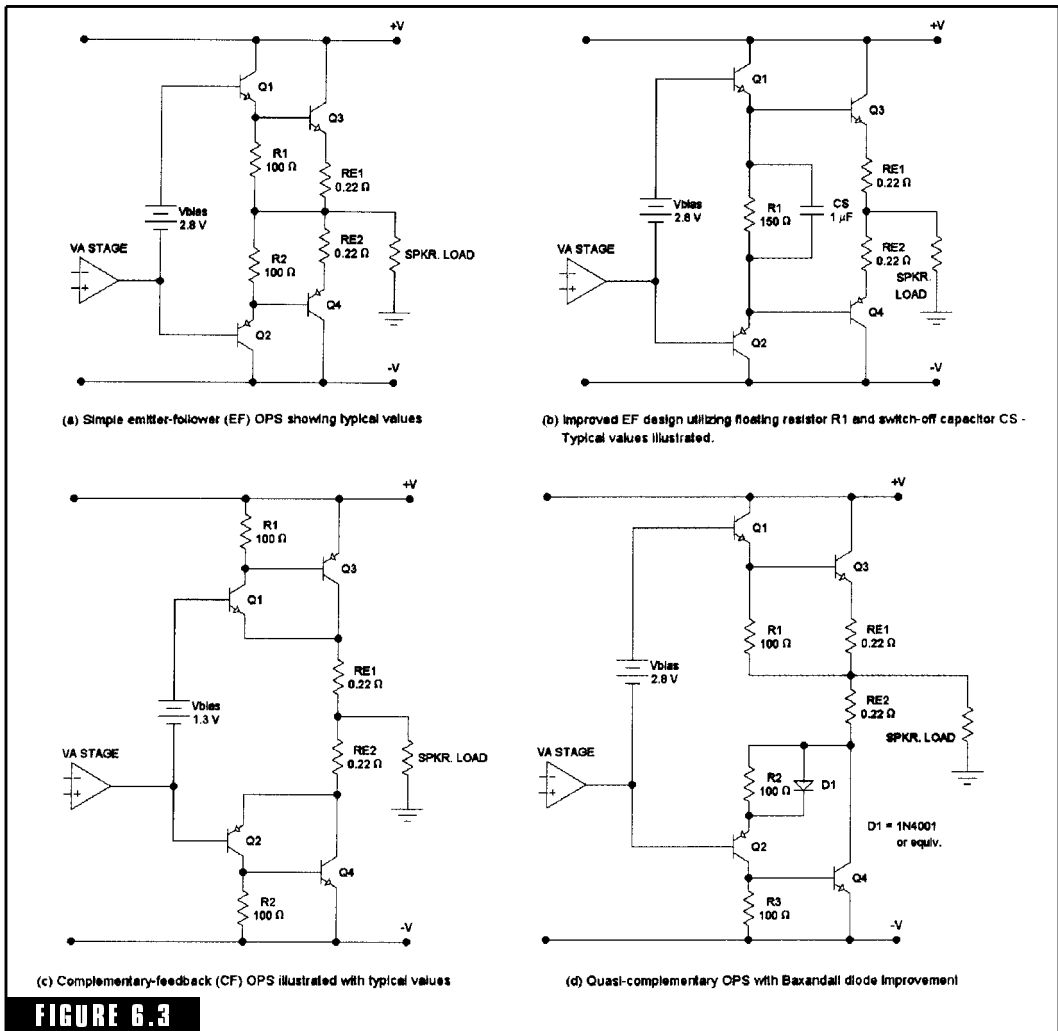 +V
Q1
Q3
R1
100 Ω
RE1
0.22 Ω
Vbias
2.8 V
VA STAGE
RE2
0.22 Ω
R2
100 Ω
SPKR. LOAD
Q4
Q2
-V
(a) Simple emitter-follower (EF) OPS showing typical values
+V
Q1
Q3
RE1
0.22 Ω
Vbias
2.8 V
R1
150 Ω
CS
1 µF
VA STAGE
RE2
0.22 Ω
SPKR.
LOAD
Q4
Q2
-V
(b) Improved EF design utilizing floating resistor R1 and switch-off capacitor CS -
Typical values illustrated.
+V
R1
100 Ω
Q3
Q1
RE1
0.22 Ω
Vbias
1.3 V
VA STAGE
RE2
0.22 Ω
SPKR. LOAD
Q2
Q4
R2
100 Ω
-V
(c) Complementary-feedback (CF) OPS illustrated with typical values
+V
Q1
Q3
R1
100 Ω
RE1
0.22 Ω
Vbias
2.8 V
RE2
0.22 Ω
SPKR. LOAD
VA STAGE
R2
100 Ω
D1
D1 = 1N4001
or equiv.
Q2
Q4
R3
100 Ω
-V
(d) Quasi-complementary OPS with Baxandall diode improvement
FIGURE 6.3